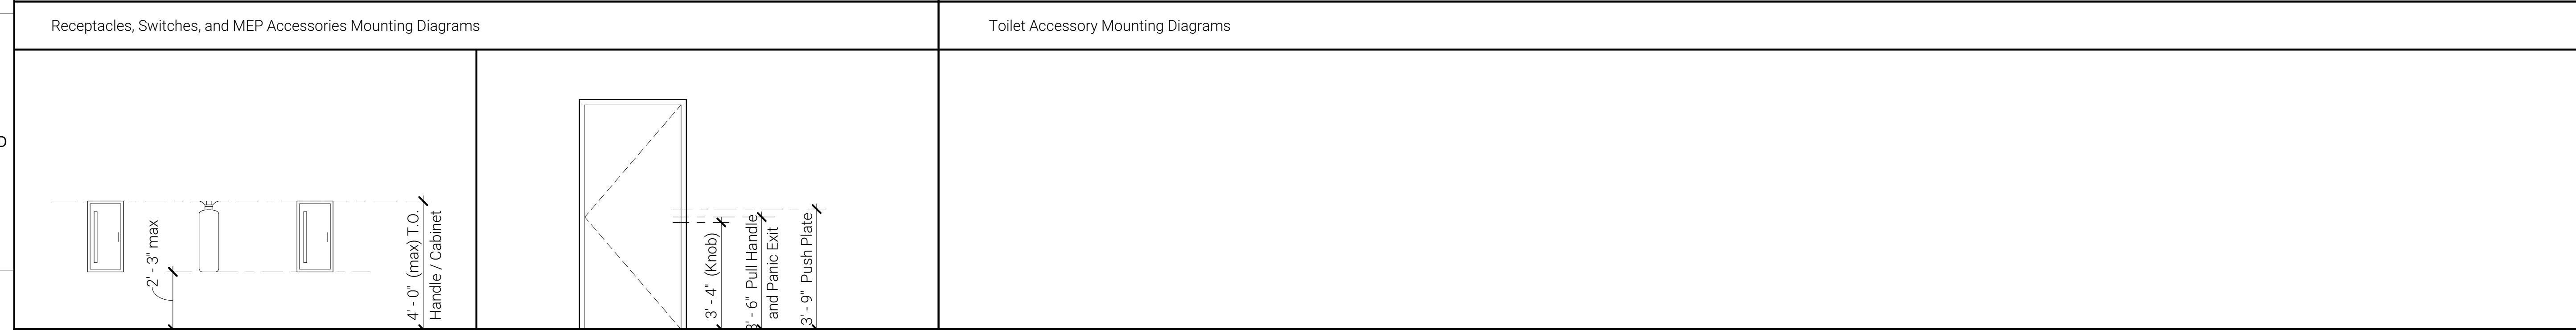 Receptacles, Switches, and MEP Accessories Mounting Diagrams
Toilet Accessory Mounting Diagrams
2' - 3" max
4' - 0" (max) T.O.
Handle / Cabinet
3' - 4" (Knob)
3' - 6" Pull Handle
and Panic Exit
3' - 9" Push Plate